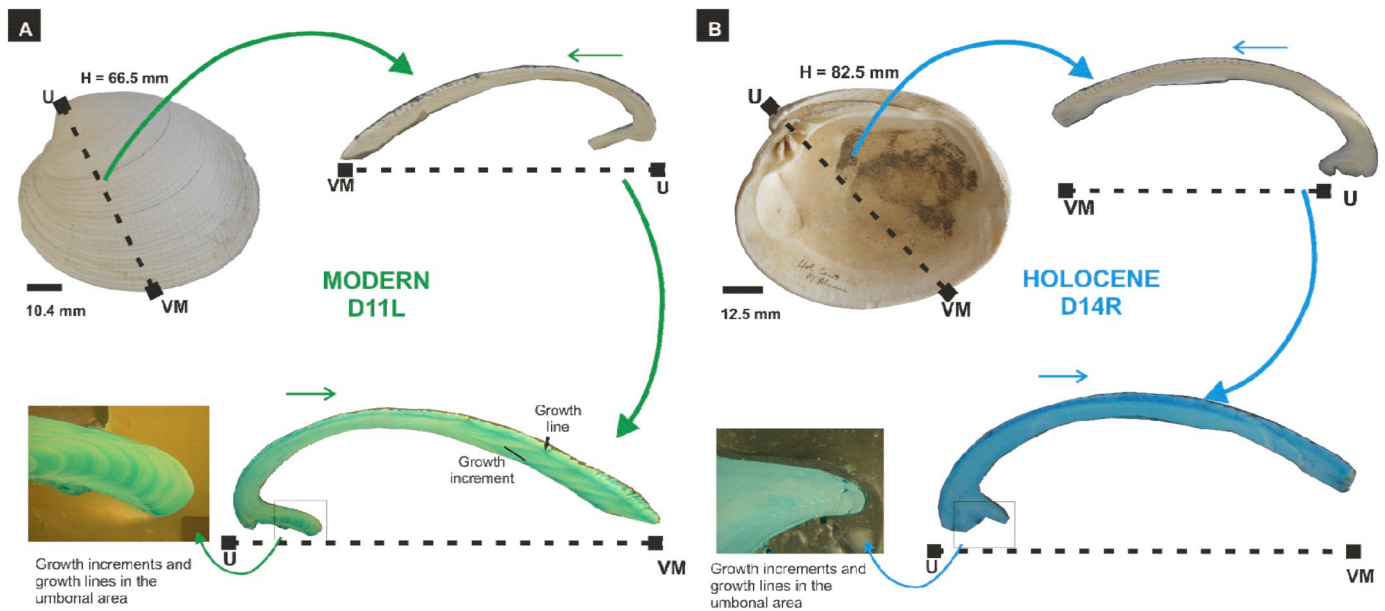 A
H = 66.5 mm
U
VM
10.4 mm
VM
U
MODERN
D11L
Growth
line
Growth
increment
U
VM
Growth increments and
growth lines in the
umbonal area
B
H = 82.5 mm
U
VM
12.5 mm
VM
U
HOLOCENE
D14R
U
VM
Growth increments and
growth lines in the
umbonal area